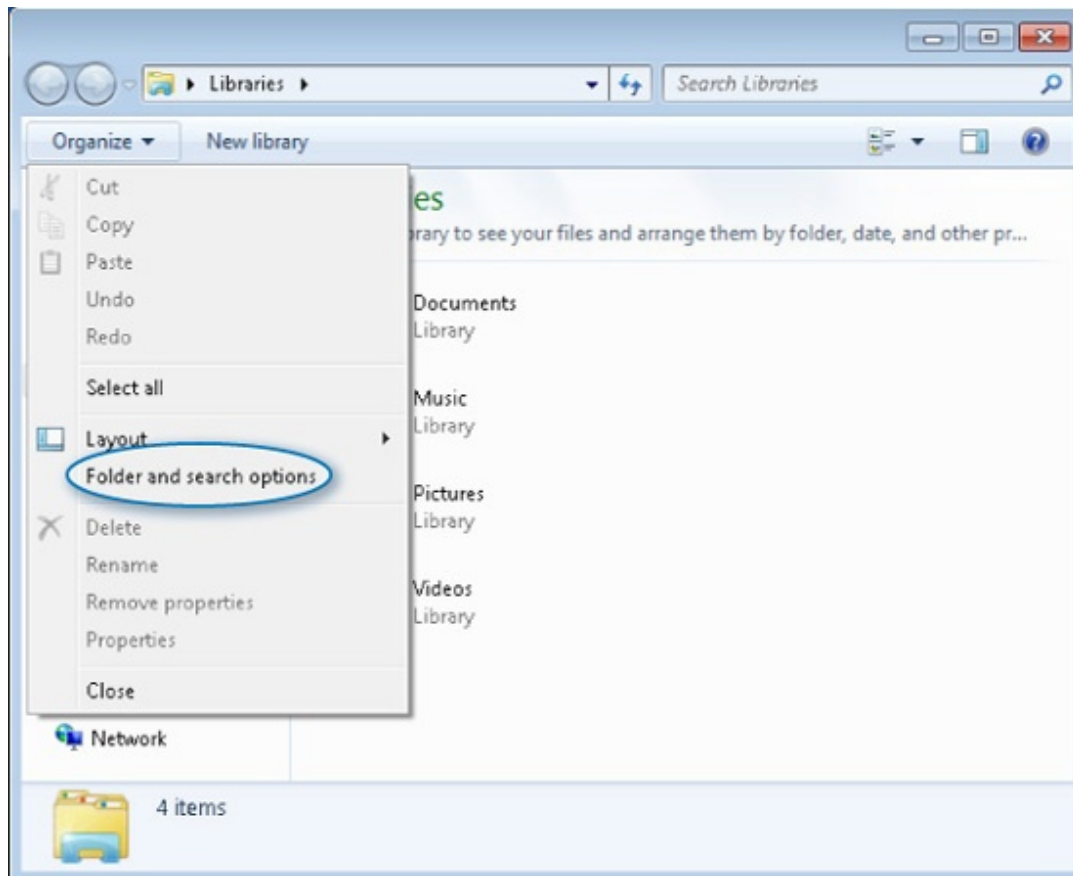 Libraries
Search Libraries
Organize
New library
Cut
Copy
Paste
Undo
Redo
Select all
Layout
Folder and search options
Delete
Rename
Remove properties
Properties
Close
to see your files and arrange them by folder, date, and other pr...
Documents
Library
Music
Library
Pictures
Library
Videos
Library
Network
4 items